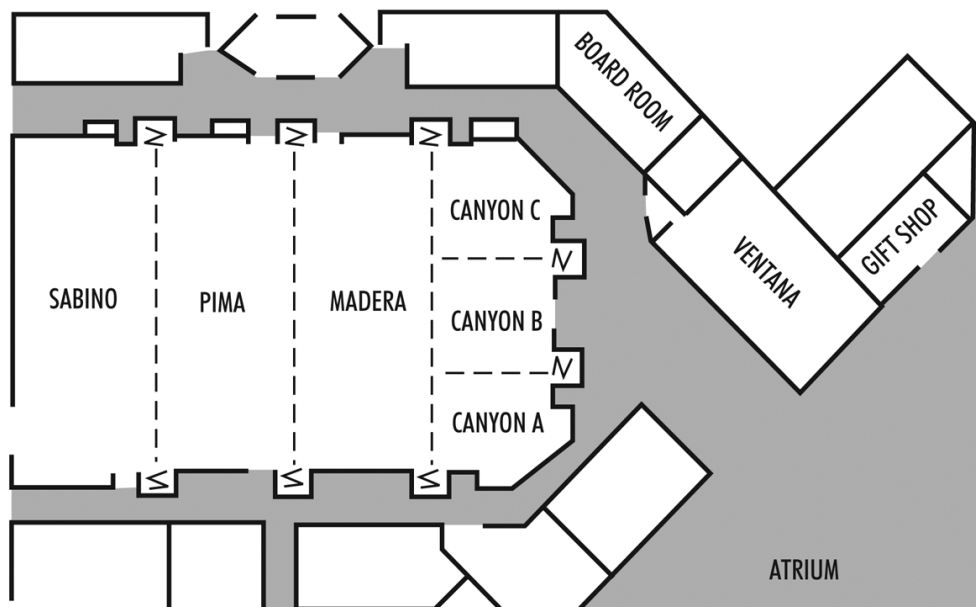 BOARD ROOM
CANYON C
GIFT SHOP
VENTANA
SABINO
PIMA
MADERA
CANYON B
CANYON A
ATRIUM